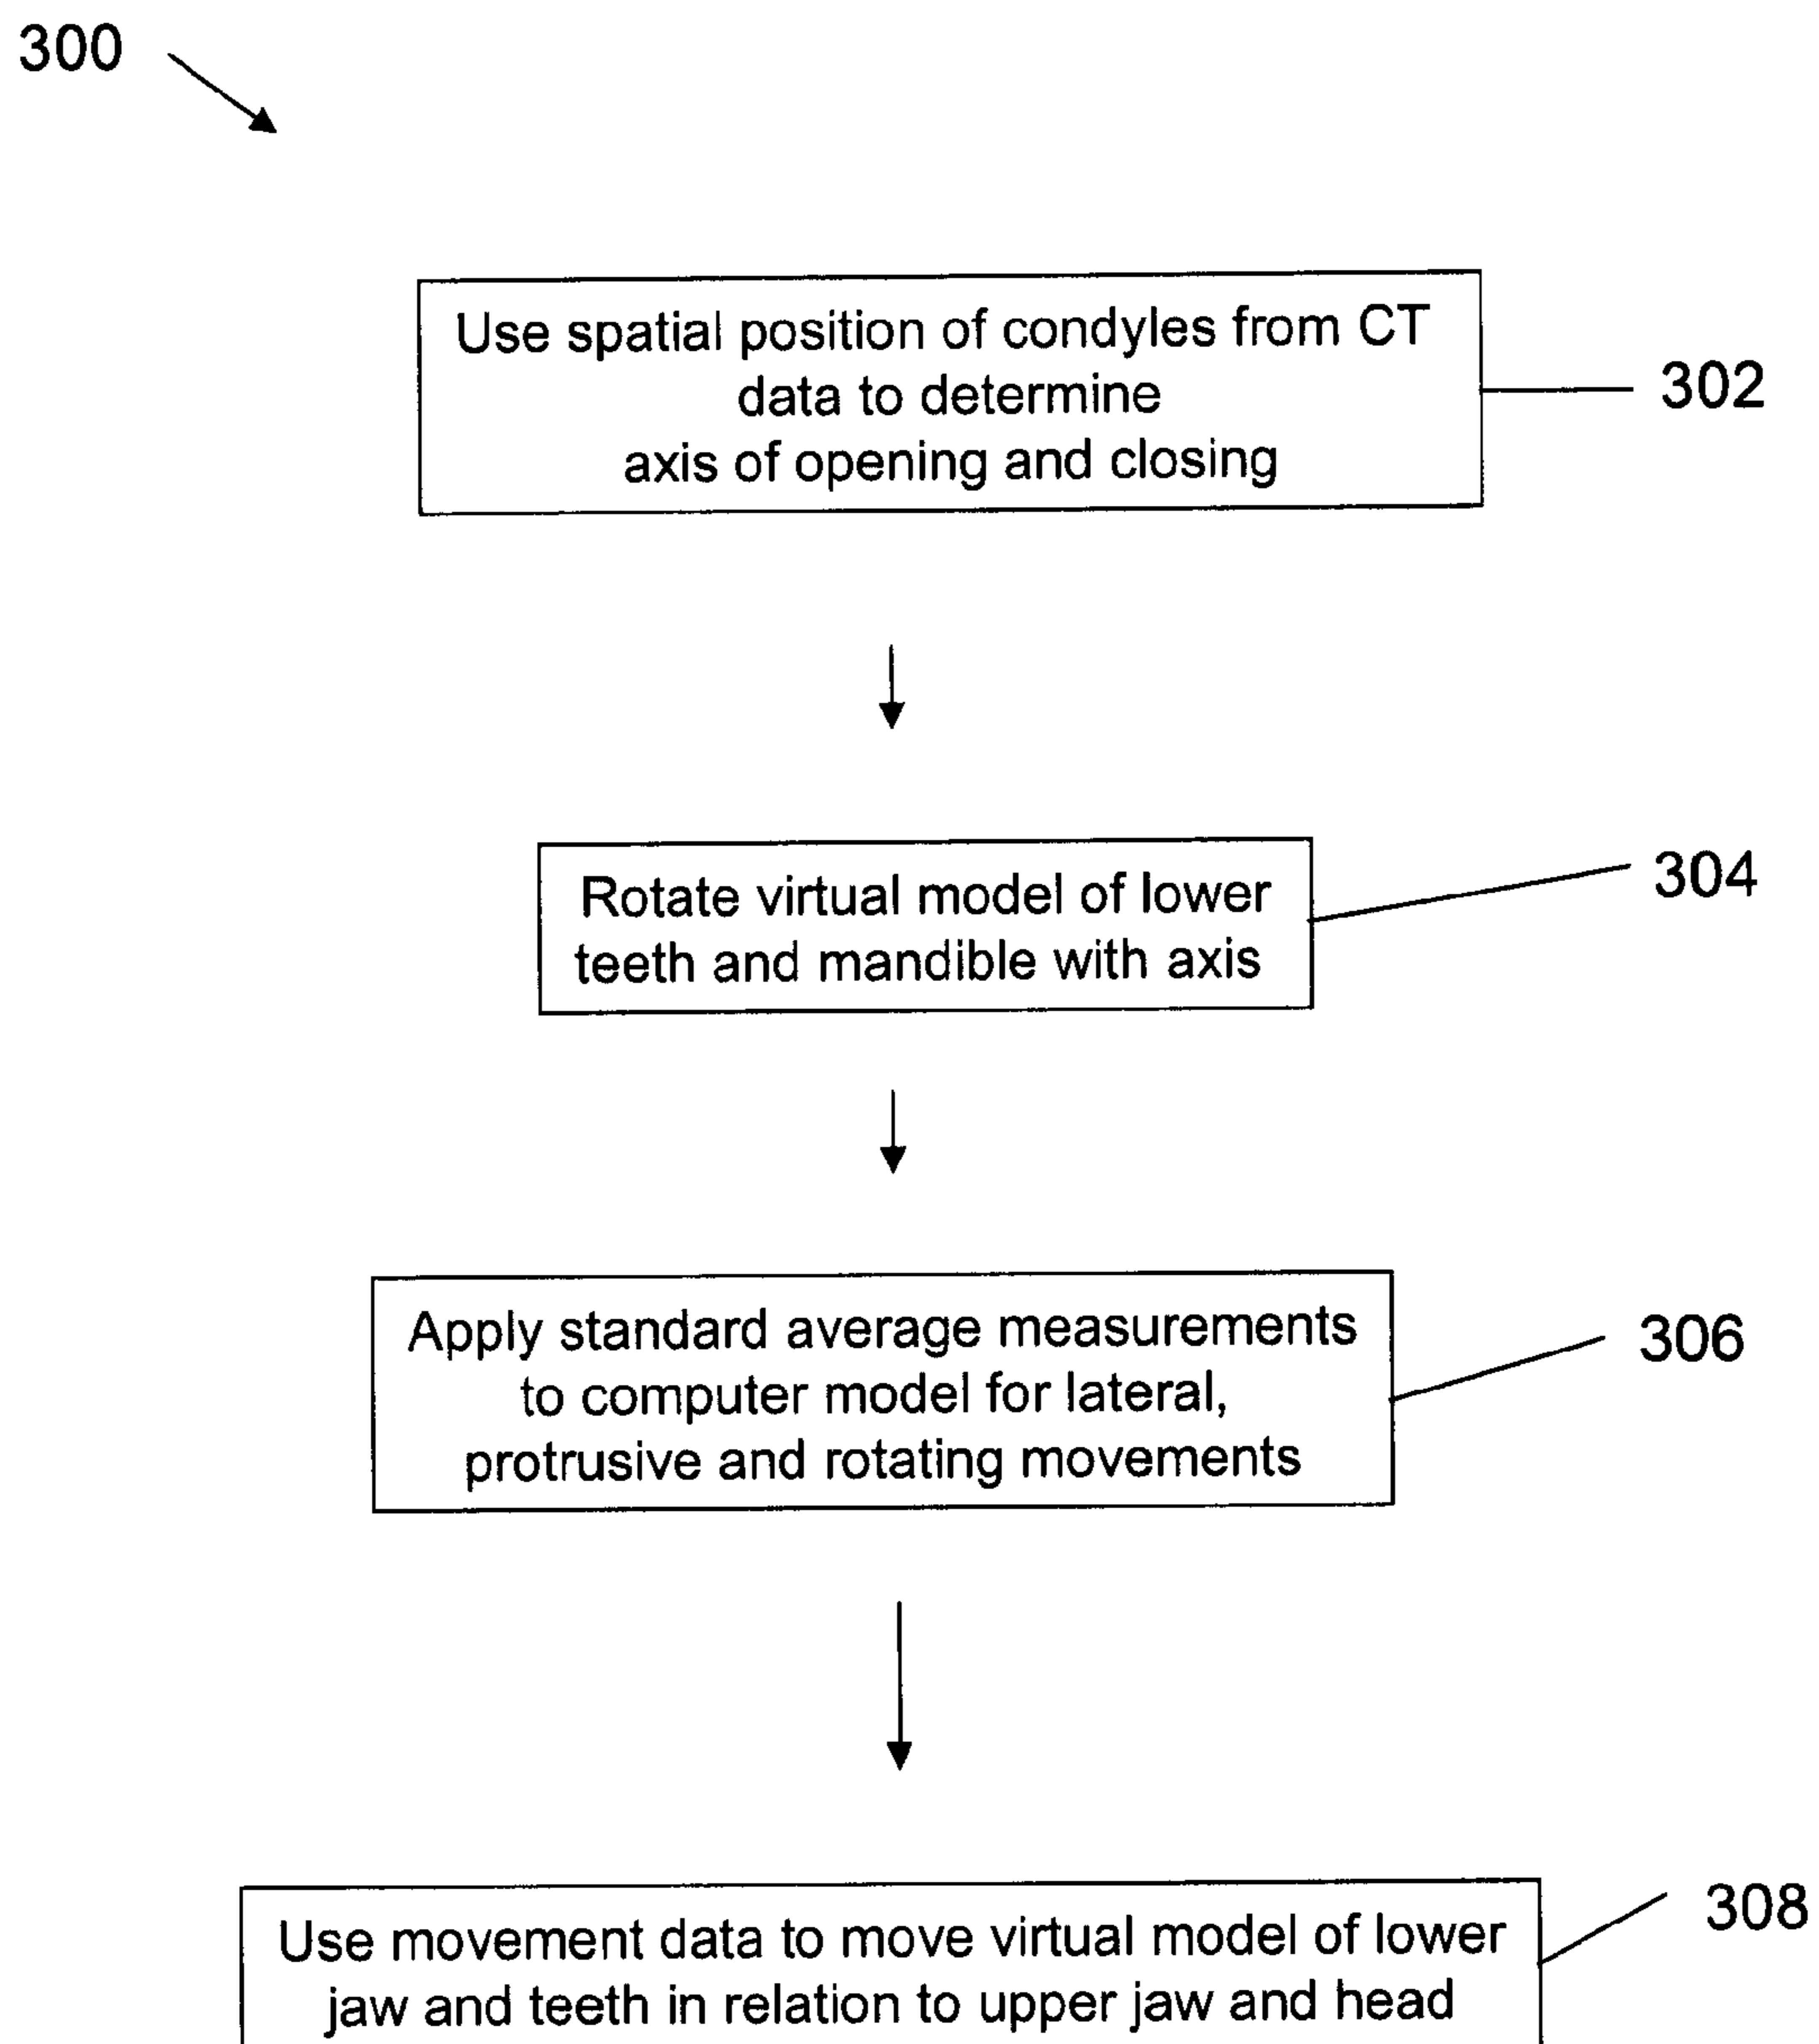 300
Use spatial position of condyles from CT
data to determine
axis of opening and closing
302
Rotate virtual model of lower
teeth and mandible with axis
304
Apply standard average measurements
to computer model for lateral,
protrusive and rotating movements
306
Use movement data to move virtual model of lower
jaw and teeth in relation to upper jaw and head
308